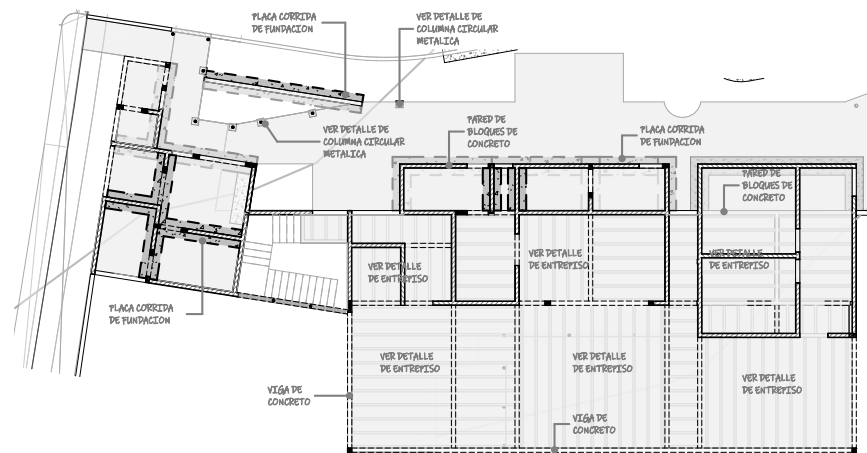 PLACA CORRIDA
DE FUNDACION
VER DETALLE DE
COLUMNA CIRCULAR
METALICA
VER DETALLE DE
COLUMNA CIRCULAR
METALICA
PARED DE
BLOQUES DE
CONCRETO
PLACA CORRIDA
DE FUNDACION
PARED DE
BLOQUES DE
CONCRETO
VER DETALLE
DE ENTREPISO
VER DETALLE
DE ENTREPISO
VER DETALLE
DE ENTREPISO
PLACA CORRIDA
DE FUNDACION
VER DETALLE
DE ENTREPISO
VER DETALLE
DE ENTREPISO
VER DETALLE
DE ENTREPISO
VIGA DE
CONCRETO
VIGA DE
CONCRETO